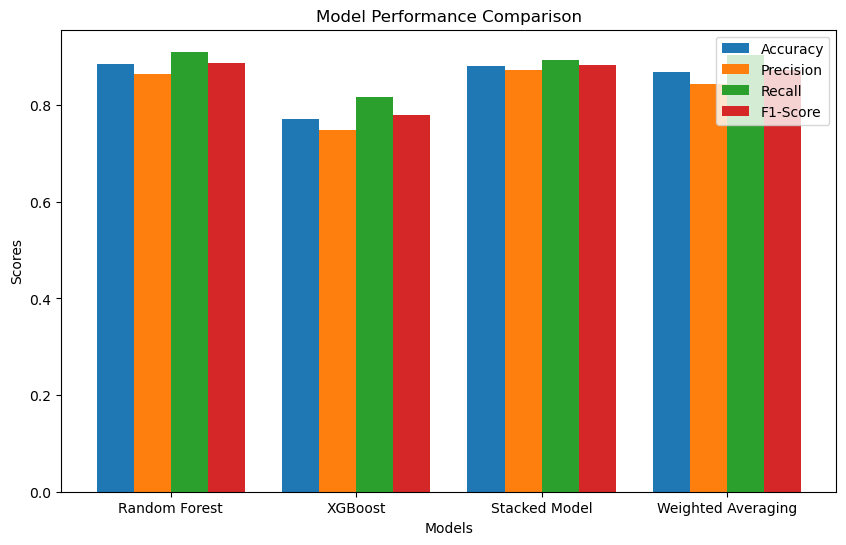 Model Performance Comparison
Accuracy
Precision
Recall
F1-Score
Scores
0.8
0.6
0.4
0.2
0.0
Random Forest
XGBoost
Stacked Model
Weighted Averaging
Models